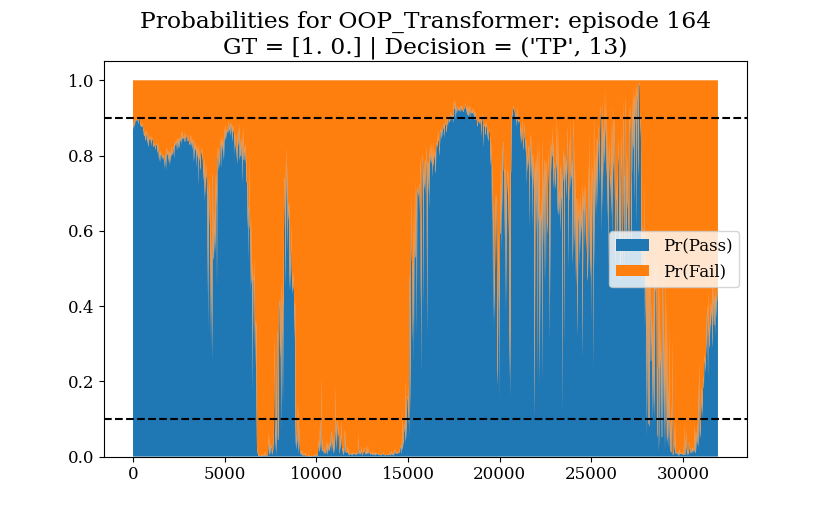 Probabilities for OOP_Transformer: episode 164
GT = [1. 0.] | Decision = ('TP', 13)
1.0
0.8
0.6
0.4
0.2
0.0
Pr(Pass)
Pr(Fail)
0 5000 10000 15000 20000 25000 30000